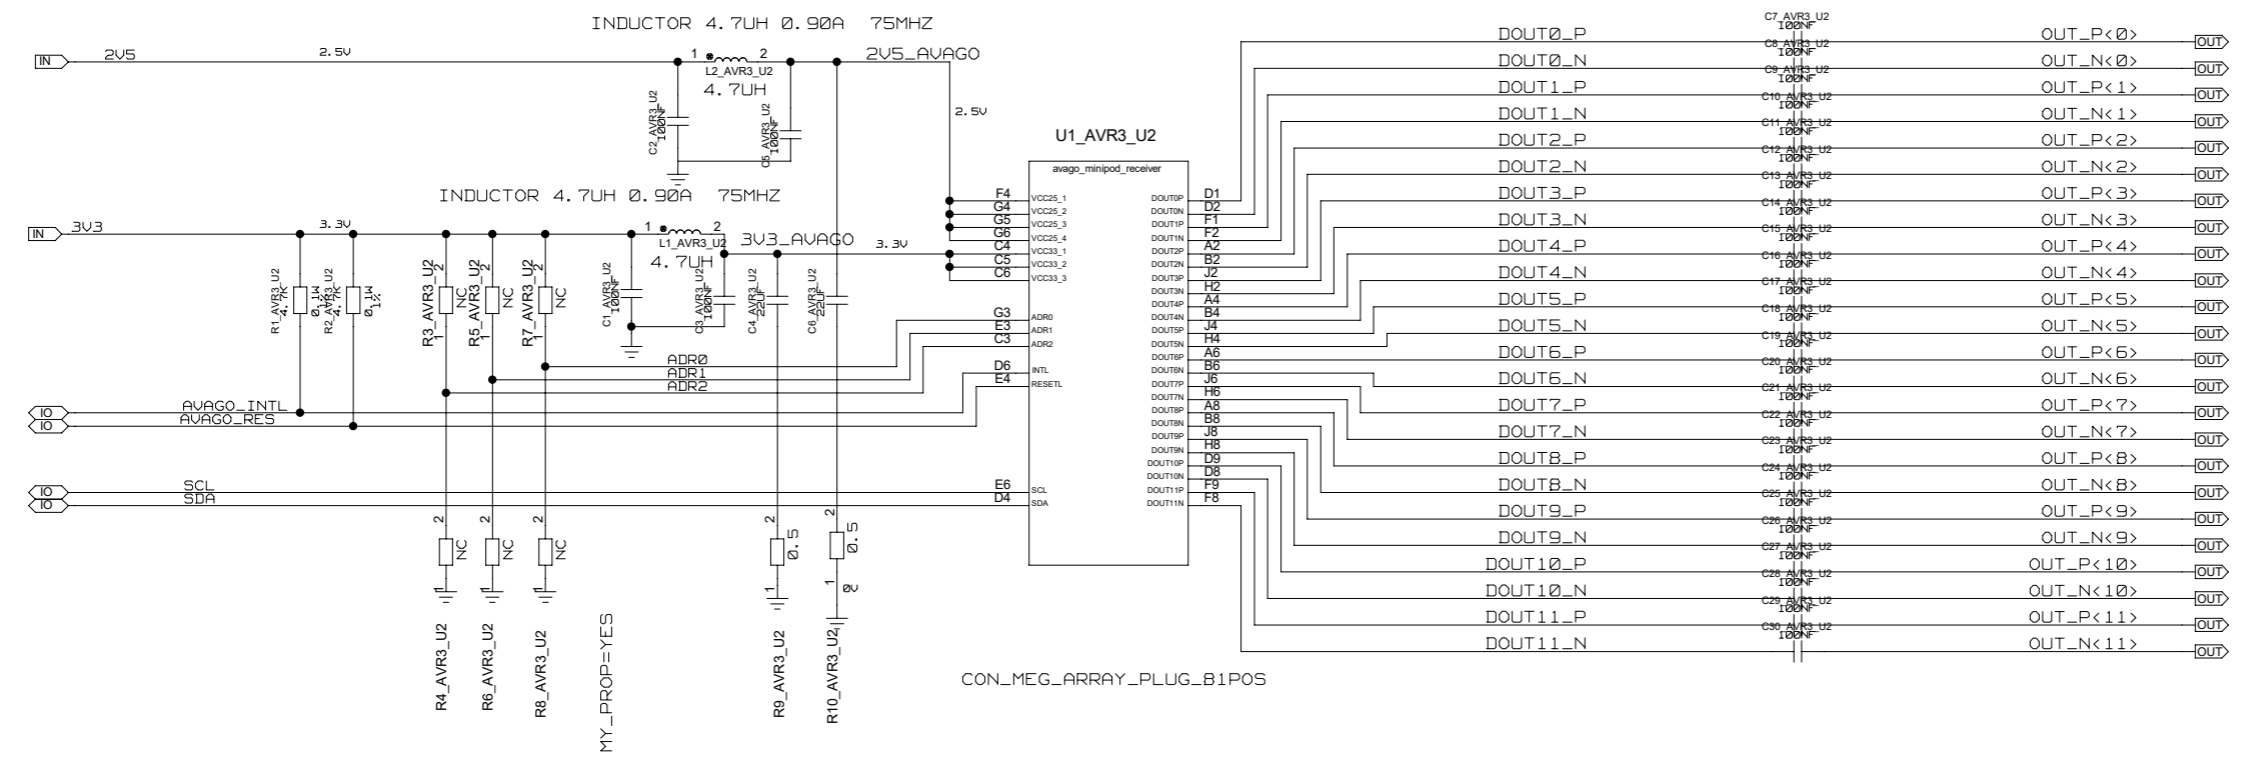 INDUCTOR 4.7UH 0.90A 75MHZ
IN 2V5 2.5V
1 2
L2_AVR3_U2
4.7UH
2V5_AVAGO
C2_AVR3_U2
100NF
C5_AVR3_U2
100NF
2.5V
INDUCTOR 4.7UH 0.90A 75MHZ
IN 3V3 3.3V
1 2
L1_AVR3_U2
4.7UH
3V3_AVAGO 3.3V
R1_AVR3_U2
4.7K
0.1W
R2_AVR3_U2
4.7K
0.1W
1%
R3_AVR3_U2
1 2
NC
R5_AVR3_U2
1 2
NC
R7_AVR3_U2
1 2
NC
C1_AVR3_U2
100NF
C3_AVR3_U2
100NF
C4_AVR3_U2
22UF
C6_AVR3_U2
22UF
ADR0
ADR1
ADR2
IO AVAGO_INTL
IO AVAGO_RES
IO SCL
IO SDA
2 NC 1
2 NC 1
2 NC 1
2 0.5 1
2 0.5 1
0V
R4_AVR3_U2
R6_AVR3_U2
R8_AVR3_U2
MY_PROP=YES
R9_AVR3_U2
R10_AVR3_U2
U1_AVR3_U2
avago_minipod_receiver
F4 VCC25_1
G4 VCC25_2
G5 VCC25_3
G6 VCC25_4
C4 VCC33_1
C5 VCC33_2
C6 VCC33_3
G3 ADR0
E3 ADR1
C3 ADR2
D6 INTL
E4 RESETL
E6 SCL
D4 SDA
DOUT0P D1
DOUT0N D2
DOUT1P F1
DOUT1N F2
DOUT2P A2
DOUT2N B2
DOUT3P J2
DOUT3N H2
DOUT4P A4
DOUT4N B4
DOUT5P J4
DOUT5N H4
DOUT6P A6
DOUT6N B6
DOUT7P J6
DOUT7N H6
DOUT8P A8
DOUT8N B8
DOUT9P J8
DOUT9N H8
DOUT10P D9
DOUT10N D8
DOUT11P F9
DOUT11N F8
CON_MEG_ARRAY_PLUG_81POS
DOUT0_P C7_AVR3_U2 100NF OUT_P<0> OUT
DOUT0_N C8_AVR3_U2 100NF OUT_N<0> OUT
DOUT1_P C9_AVR3_U2 100NF OUT_P<1> OUT
DOUT1_N C10_AVR3_U2 100NF OUT_N<1> OUT
DOUT2_P C11_AVR3_U2 100NF OUT_P<2> OUT
DOUT2_N C12_AVR3_U2 100NF OUT_N<2> OUT
DOUT3_P C13_AVR3_U2 100NF OUT_P<3> OUT
DOUT3_N C14_AVR3_U2 100NF OUT_N<3> OUT
DOUT4_P C15_AVR3_U2 100NF OUT_P<4> OUT
DOUT4_N C16_AVR3_U2 100NF OUT_N<4> OUT
DOUT5_P C17_AVR3_U2 100NF OUT_P<5> OUT
DOUT5_N C18_AVR3_U2 100NF OUT_N<5> OUT
DOUT6_P C19_AVR3_U2 100NF OUT_P<6> OUT
DOUT6_N C20_AVR3_U2 100NF OUT_N<6> OUT
DOUT7_P C21_AVR3_U2 100NF OUT_P<7> OUT
DOUT7_N C22_AVR3_U2 100NF OUT_N<7> OUT
DOUT8_P C23_AVR3_U2 100NF OUT_P<8> OUT
DOUT8_N C24_AVR3_U2 100NF OUT_N<8> OUT
DOUT9_P C25_AVR3_U2 100NF OUT_P<9> OUT
DOUT9_N C26_AVR3_U2 100NF OUT_N<9> OUT
DOUT10_P C27_AVR3_U2 100NF OUT_P<10> OUT
DOUT10_N C28_AVR3_U2 100NF OUT_N<10> OUT
DOUT11_P C29_AVR3_U2 100NF OUT_P<11> OUT
DOUT11_N C30_AVR3_U2 100NF OUT_N<11> OUT